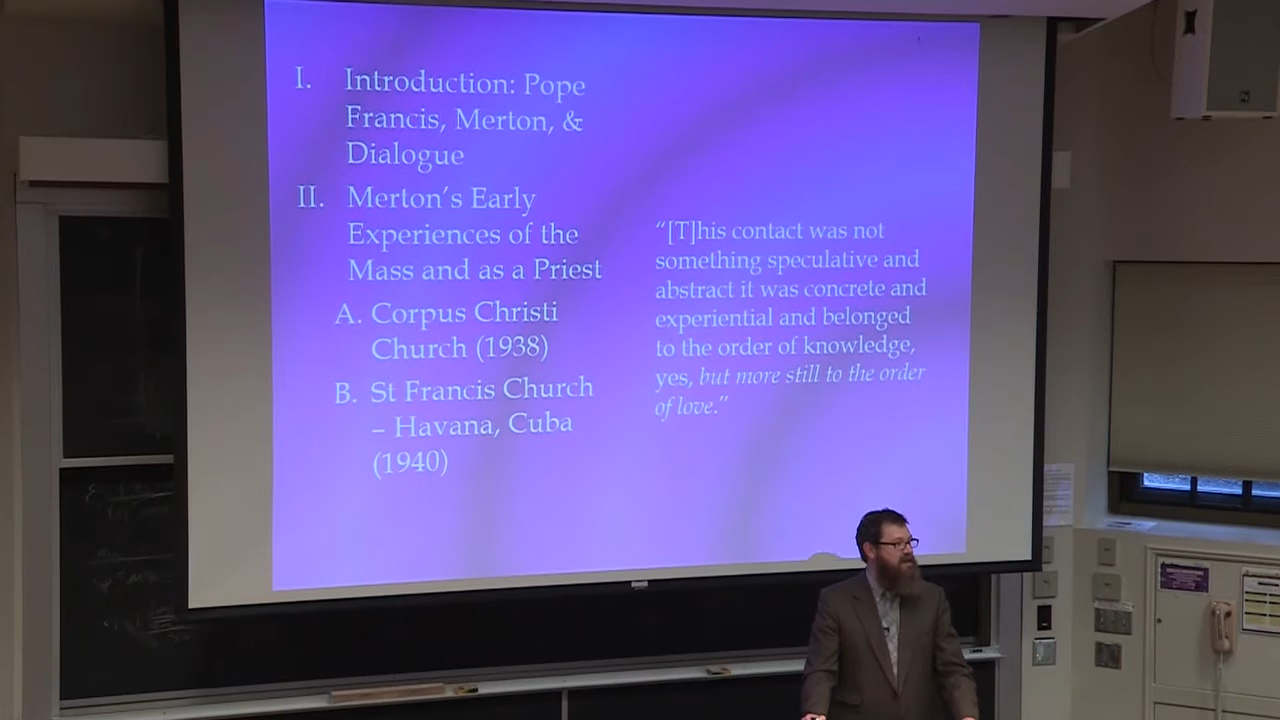 I. Introduction: Pope
Francis, Merton, &
Dialogue
II. Merton's Early
Experiences of the
Mass and as a Priest
A. Corpus Christi
Church (1938)
B. St Francis Church
– Havana, Cuba
(1940)
“[T]his contact was not
something speculative and
abstract it was concrete and
experiential and belonged
to the order of knowledge,
yes, but more still to the order
of love.”